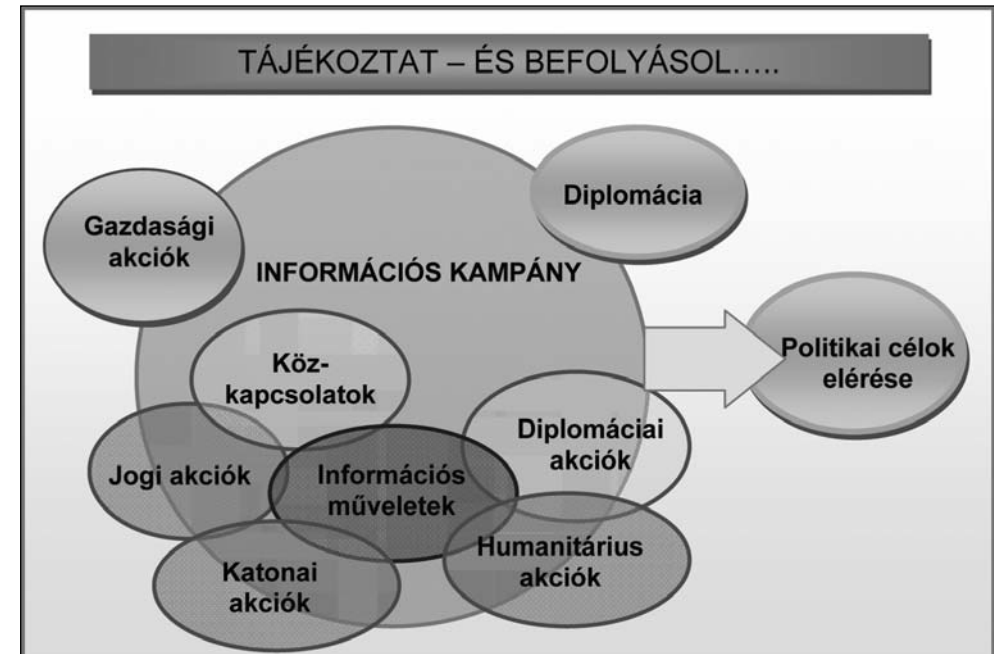 TÁJÉKOZTAT – ÉS BEFOLYÁSOL…..
Diplomácia
Gazdasági
akciók
INFORMÁCIÓS KAMPÁNY
Politikai célok
elérése
Köz-
kapcsolatok
Diplomáciai
akciók
Jogi akciók
Információs
műveletek
Humanitárius
akciók
Katonai
akciók